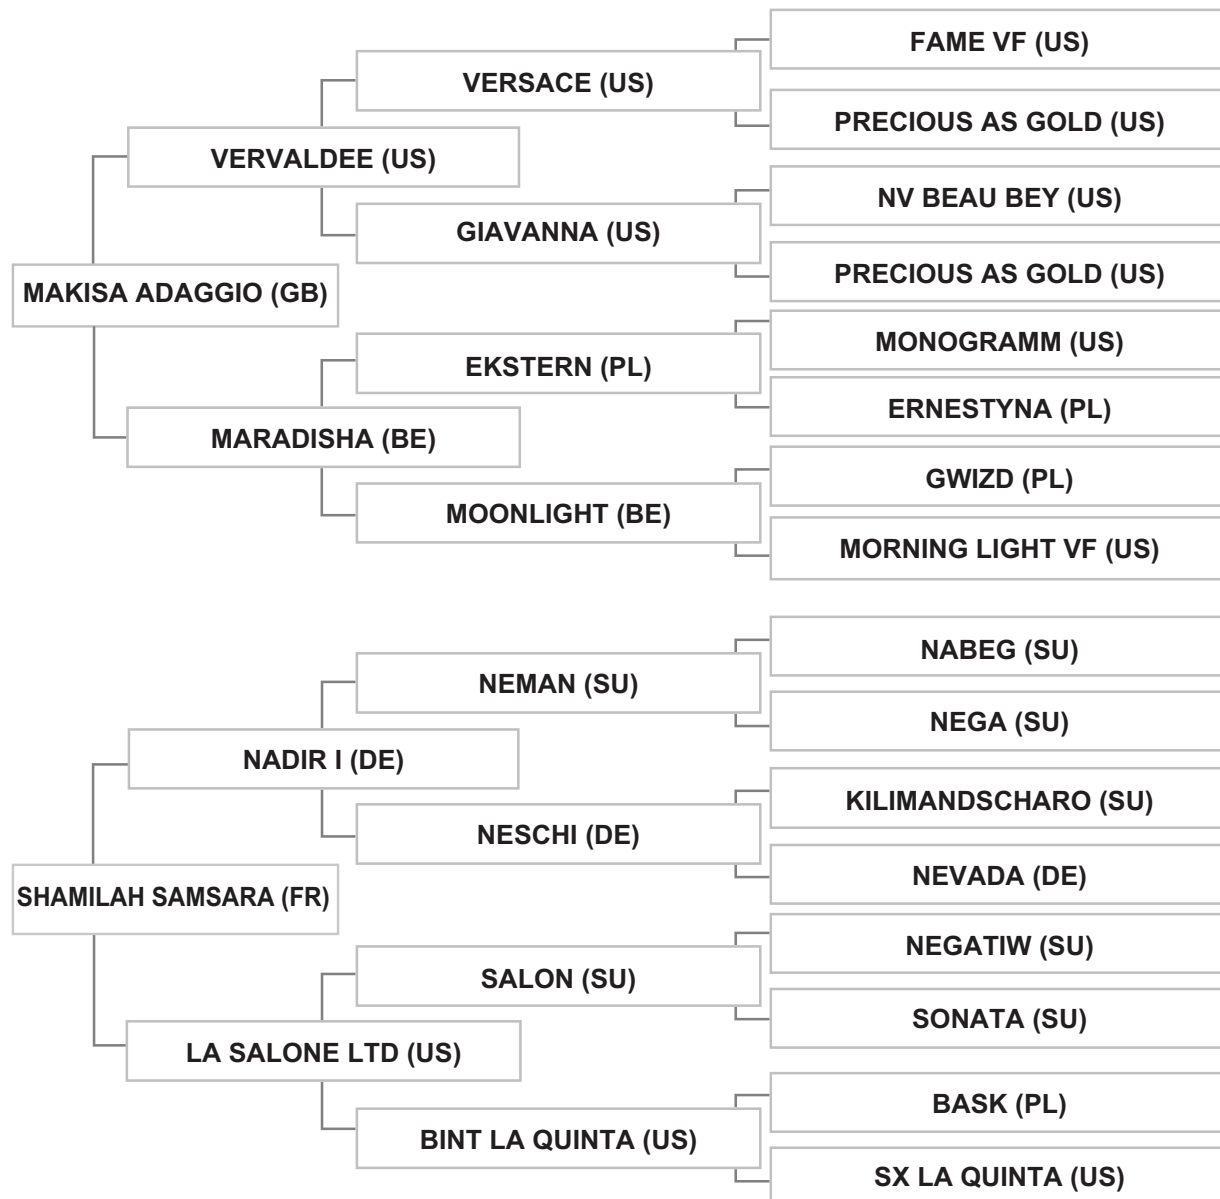 FAME VF (US)
VERSACE (US)
PRECIOUS AS GOLD (US)
VERVALDEE (US)
NV BEAU BEY (US)
GIAVANNA (US)
PRECIOUS AS GOLD (US)
MAKISA ADAGGIO (GB)
MONOGRAMM (US)
EKSTERN (PL)
ERNESTYNA (PL)
MARADISHA (BE)
GWIZD (PL)
MOONLIGHT (BE)
MORNING LIGHT VF (US)
NABEG (SU)
NEMAN (SU)
NEGA (SU)
NADIR I (DE)
KILIMANDSCHARO (SU)
NESCHI (DE)
NEVADA (DE)
SHAMILAH SAMSARA (FR)
NEGATIW (SU)
SALON (SU)
SONATA (SU)
LA SALONE LTD (US)
BASK (PL)
BINT LA QUINTA (US)
SX LA QUINTA (US)